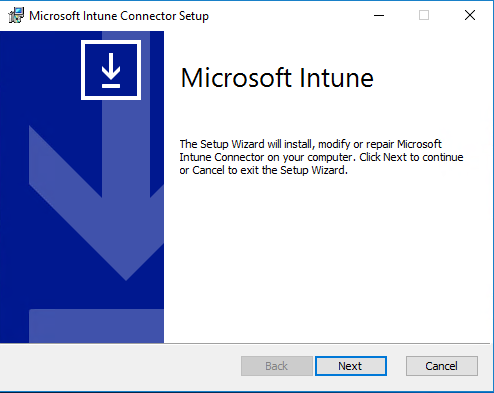 Microsoft Intune Connector Setup
Microsoft Intune
The Setup Wizard will install, modify or repair Microsoft
Intune Connector on your computer. Click Next to continue
or Cancel to exit the Setup Wizard.
Back
Next
Cancel